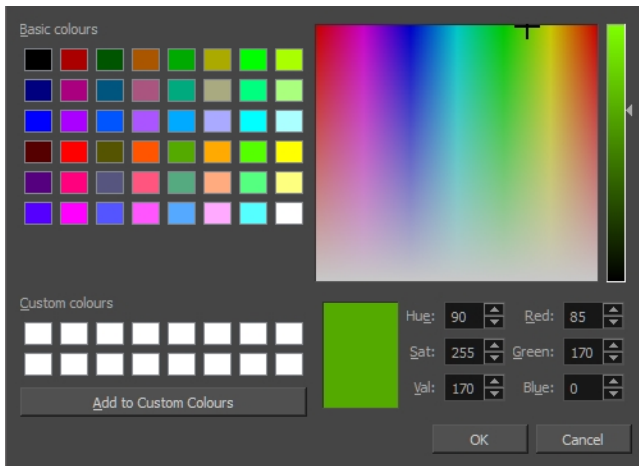 Basic colours
Custom colours
Add to Custom Colours
Hue: 90 Red: 85
Sat: 255 Green: 170
Val: 170 Blue: 0
OK Cancel